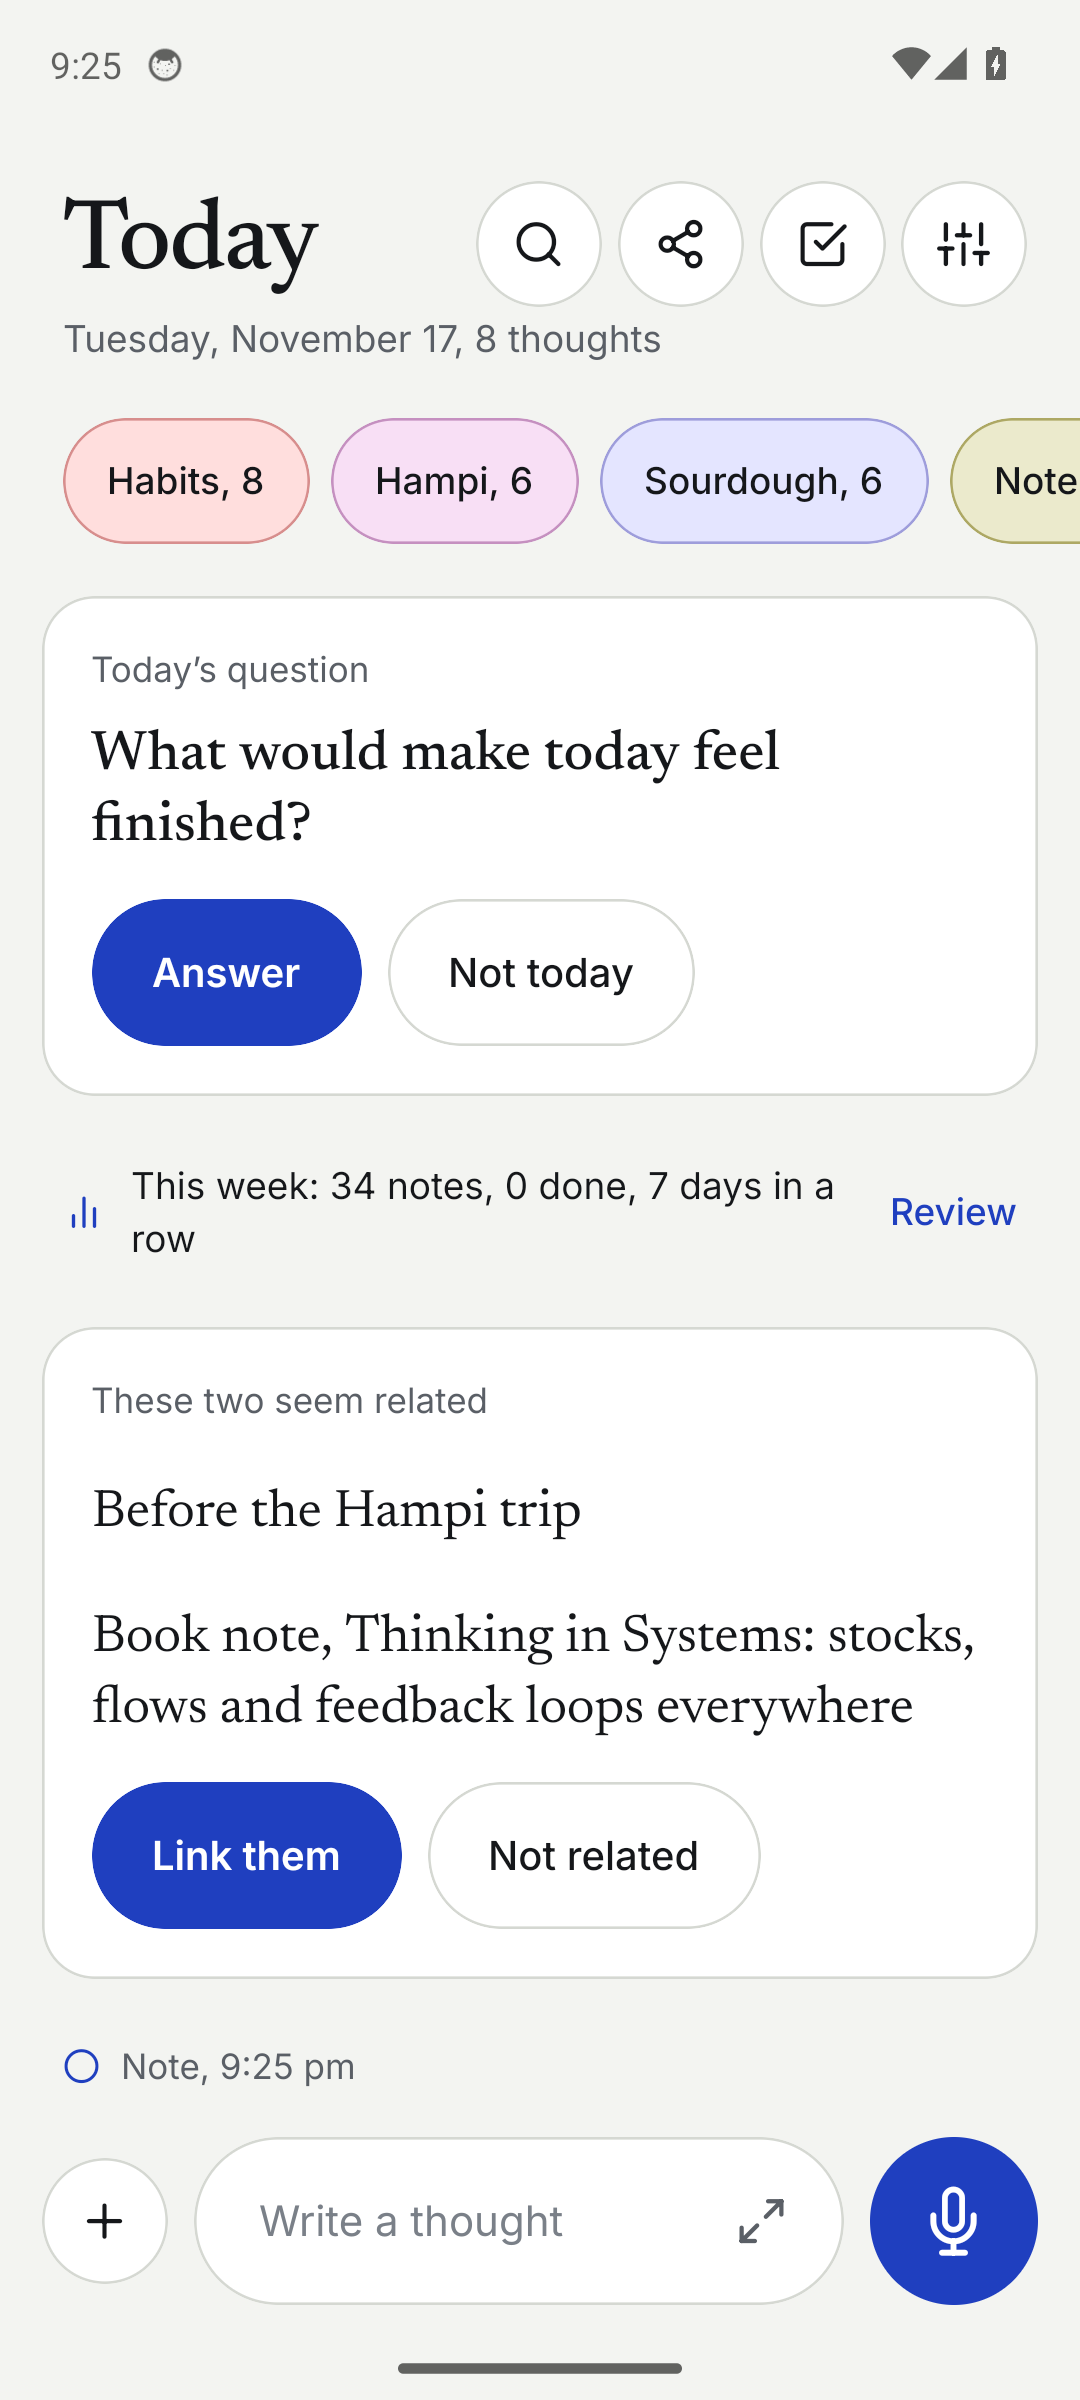 9:25
Today
Tuesday, November 17, 8 thoughts
Habits, 8
Hampi, 6
Sourdough, 6
Note
Today’s question
What would make today feel
finished?
Answer
Not today
This week: 34 notes, 0 done, 7 days in a
row
Review
These two seem related
Before the Hampi trip
Book note, Thinking in Systems: stocks,
flows and feedback loops everywhere
Link them
Not related
Note, 9:25 pm
Write a thought